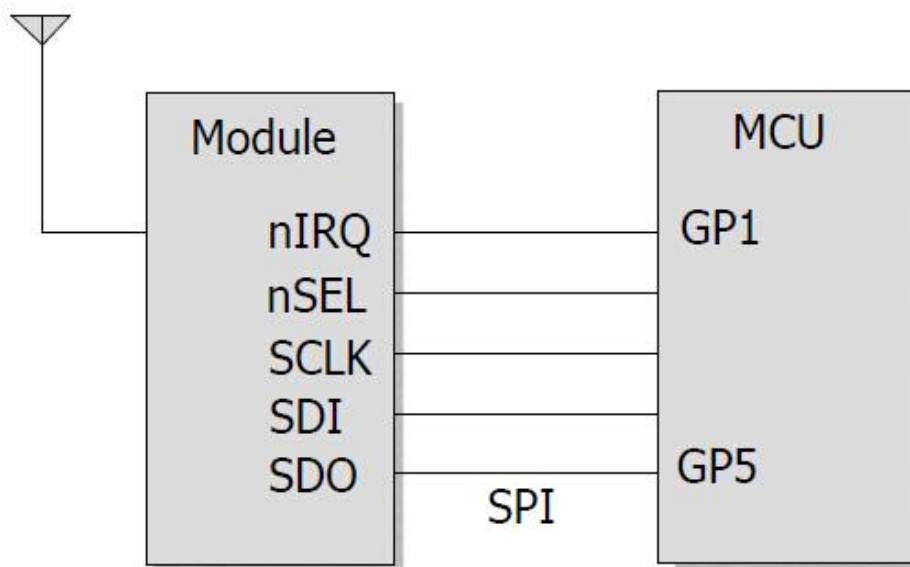 Module
MCU
nIRQ
GP1
nSEL
SCLK
SDI
SDO
GP5
SPI